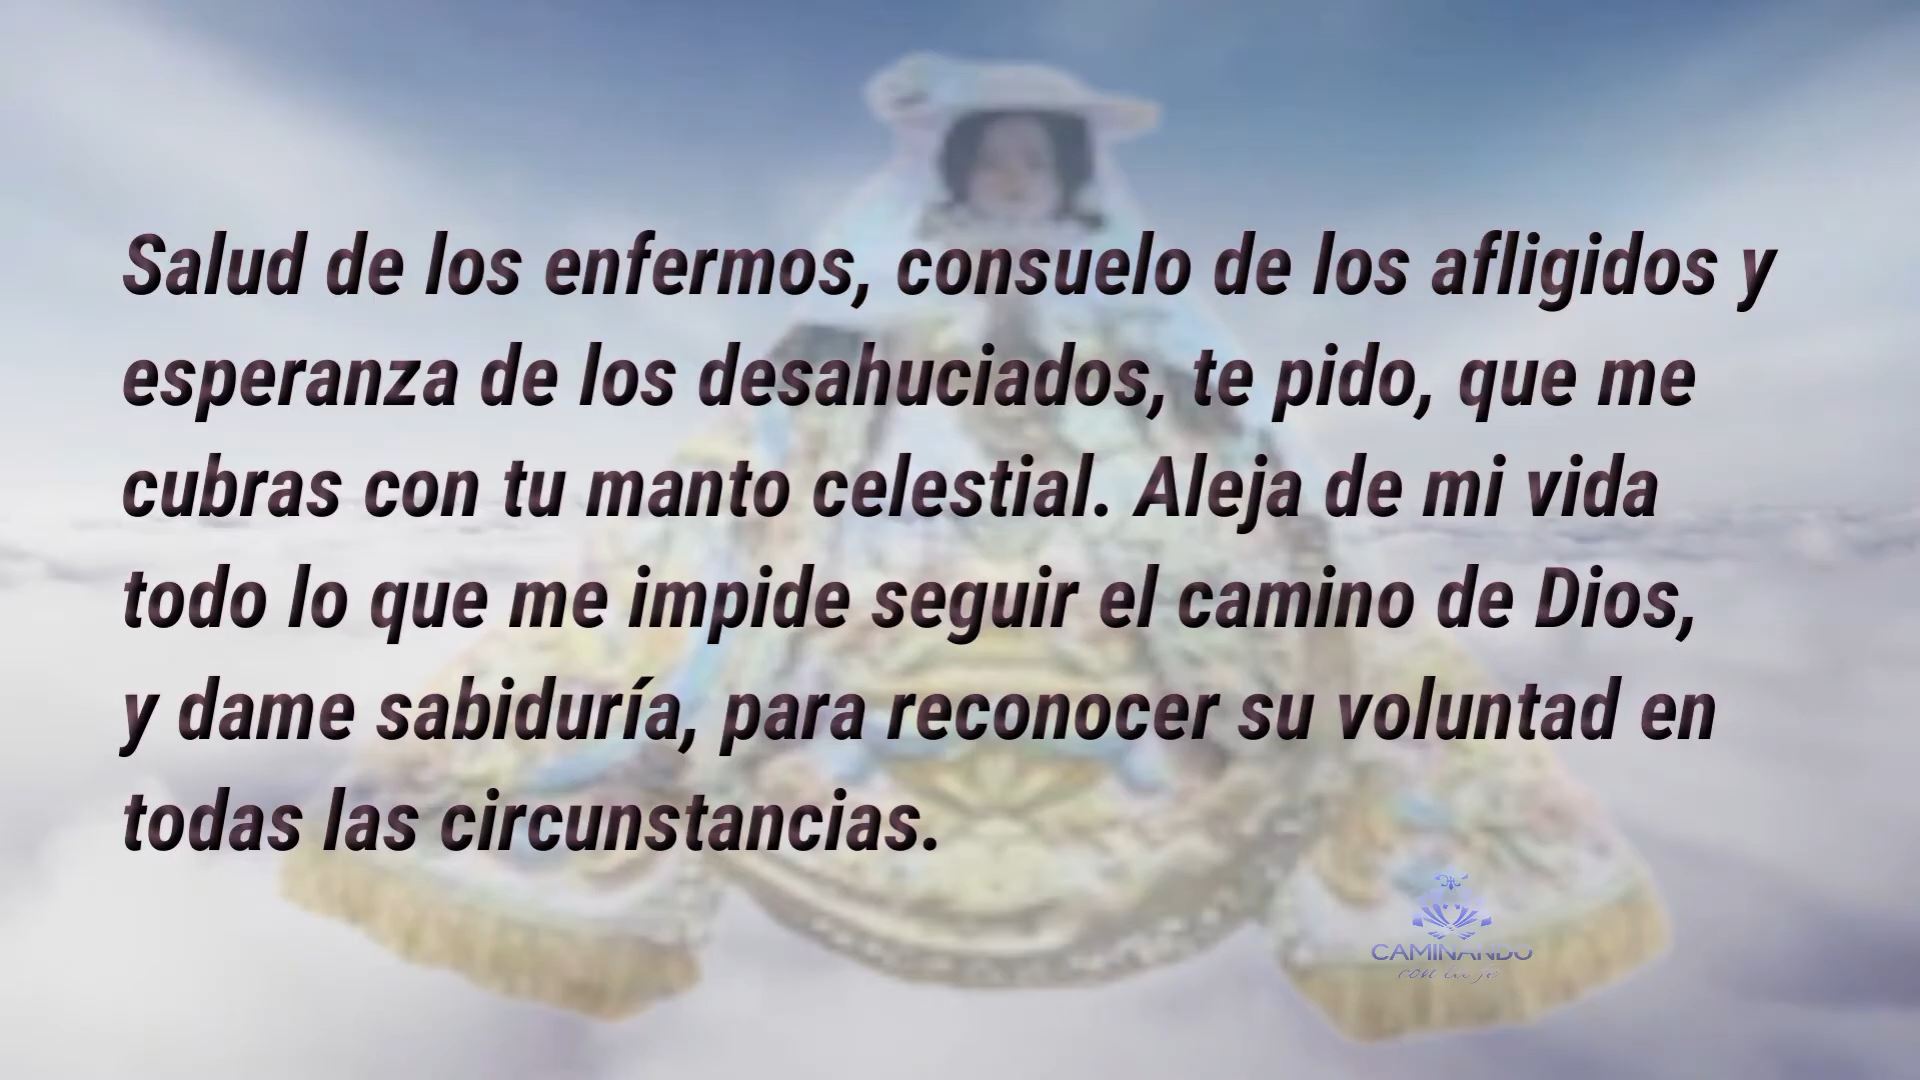 Salud de los enfermos, consuelo de los afligidos y
esperanza de los desahuciados, te pido, que me
cubras con tu manto celestial. Aleja de mi vida
todo lo que me impide seguir el camino de Dios,
y dame sabiduría, para reconocer su voluntad en
todas las circunstancias.
CAMINANDO
con